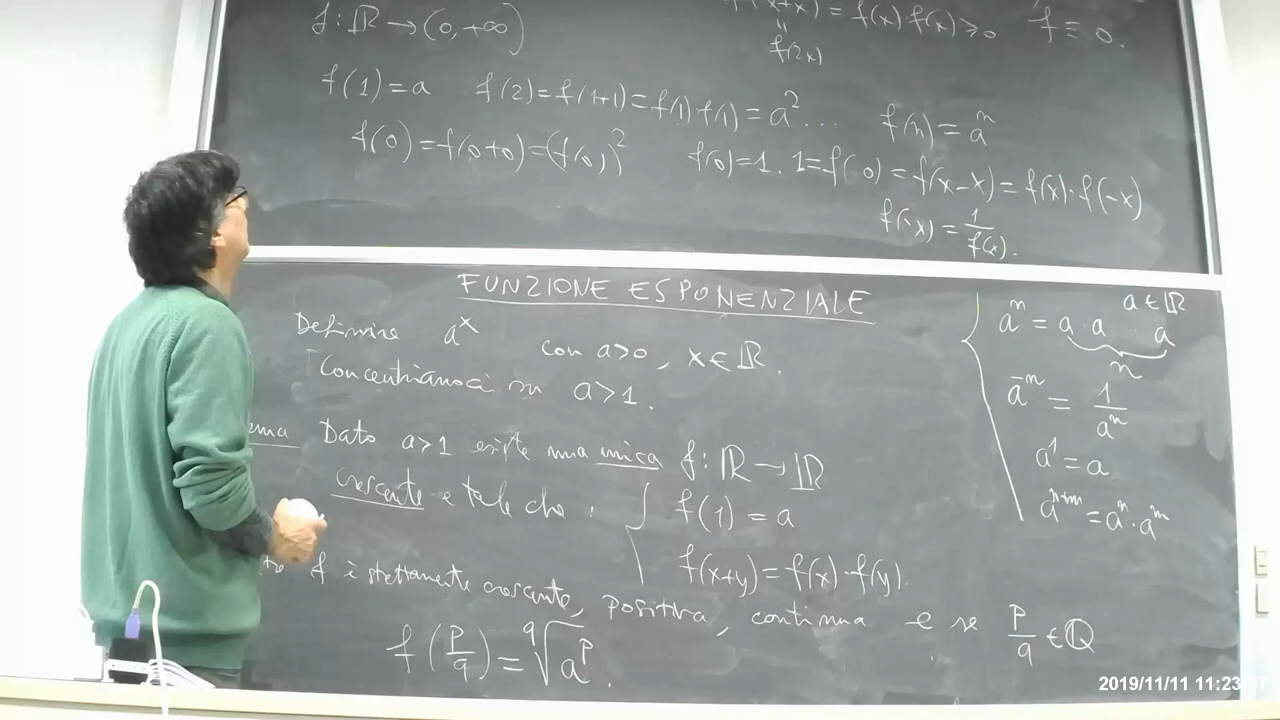 f: ℝ → (0, +∞)
f(x+x) = f(x)·f(x) ≥ 0 f ≡ 0.
f(2x)
f(1) = a f(2) = f(1+1) = f(1)·f(1) = a² ... f(n) = aⁿ
f(0) = f(0+0) = (f(0))² f(0) = 1. 1 = f(0) = f(x-x) = f(x)·f(-x)
f(-x) = 1/f(x).
FUNZIONE ESPONENZIALE
Definire aˣ con a>0, x ∈ ℝ.
Concentriamoci su a>1.
Dato a>1 esiste una unica f: ℝ → ℝ
crescente e tale che: { f(1) = a
f(x+y) = f(x)·f(y).
f è strettamente crescente, positiva, continua e se p/q ∈ ℚ
f(p/q) = ᑫ√aᵖ.
a ∈ ℝ
aⁿ = a·a a
n
a⁻ⁿ = 1/aⁿ
a¹ = a
aⁿ⁺ᵐ = aⁿ·aᵐ
2019/11/11 11:23:57